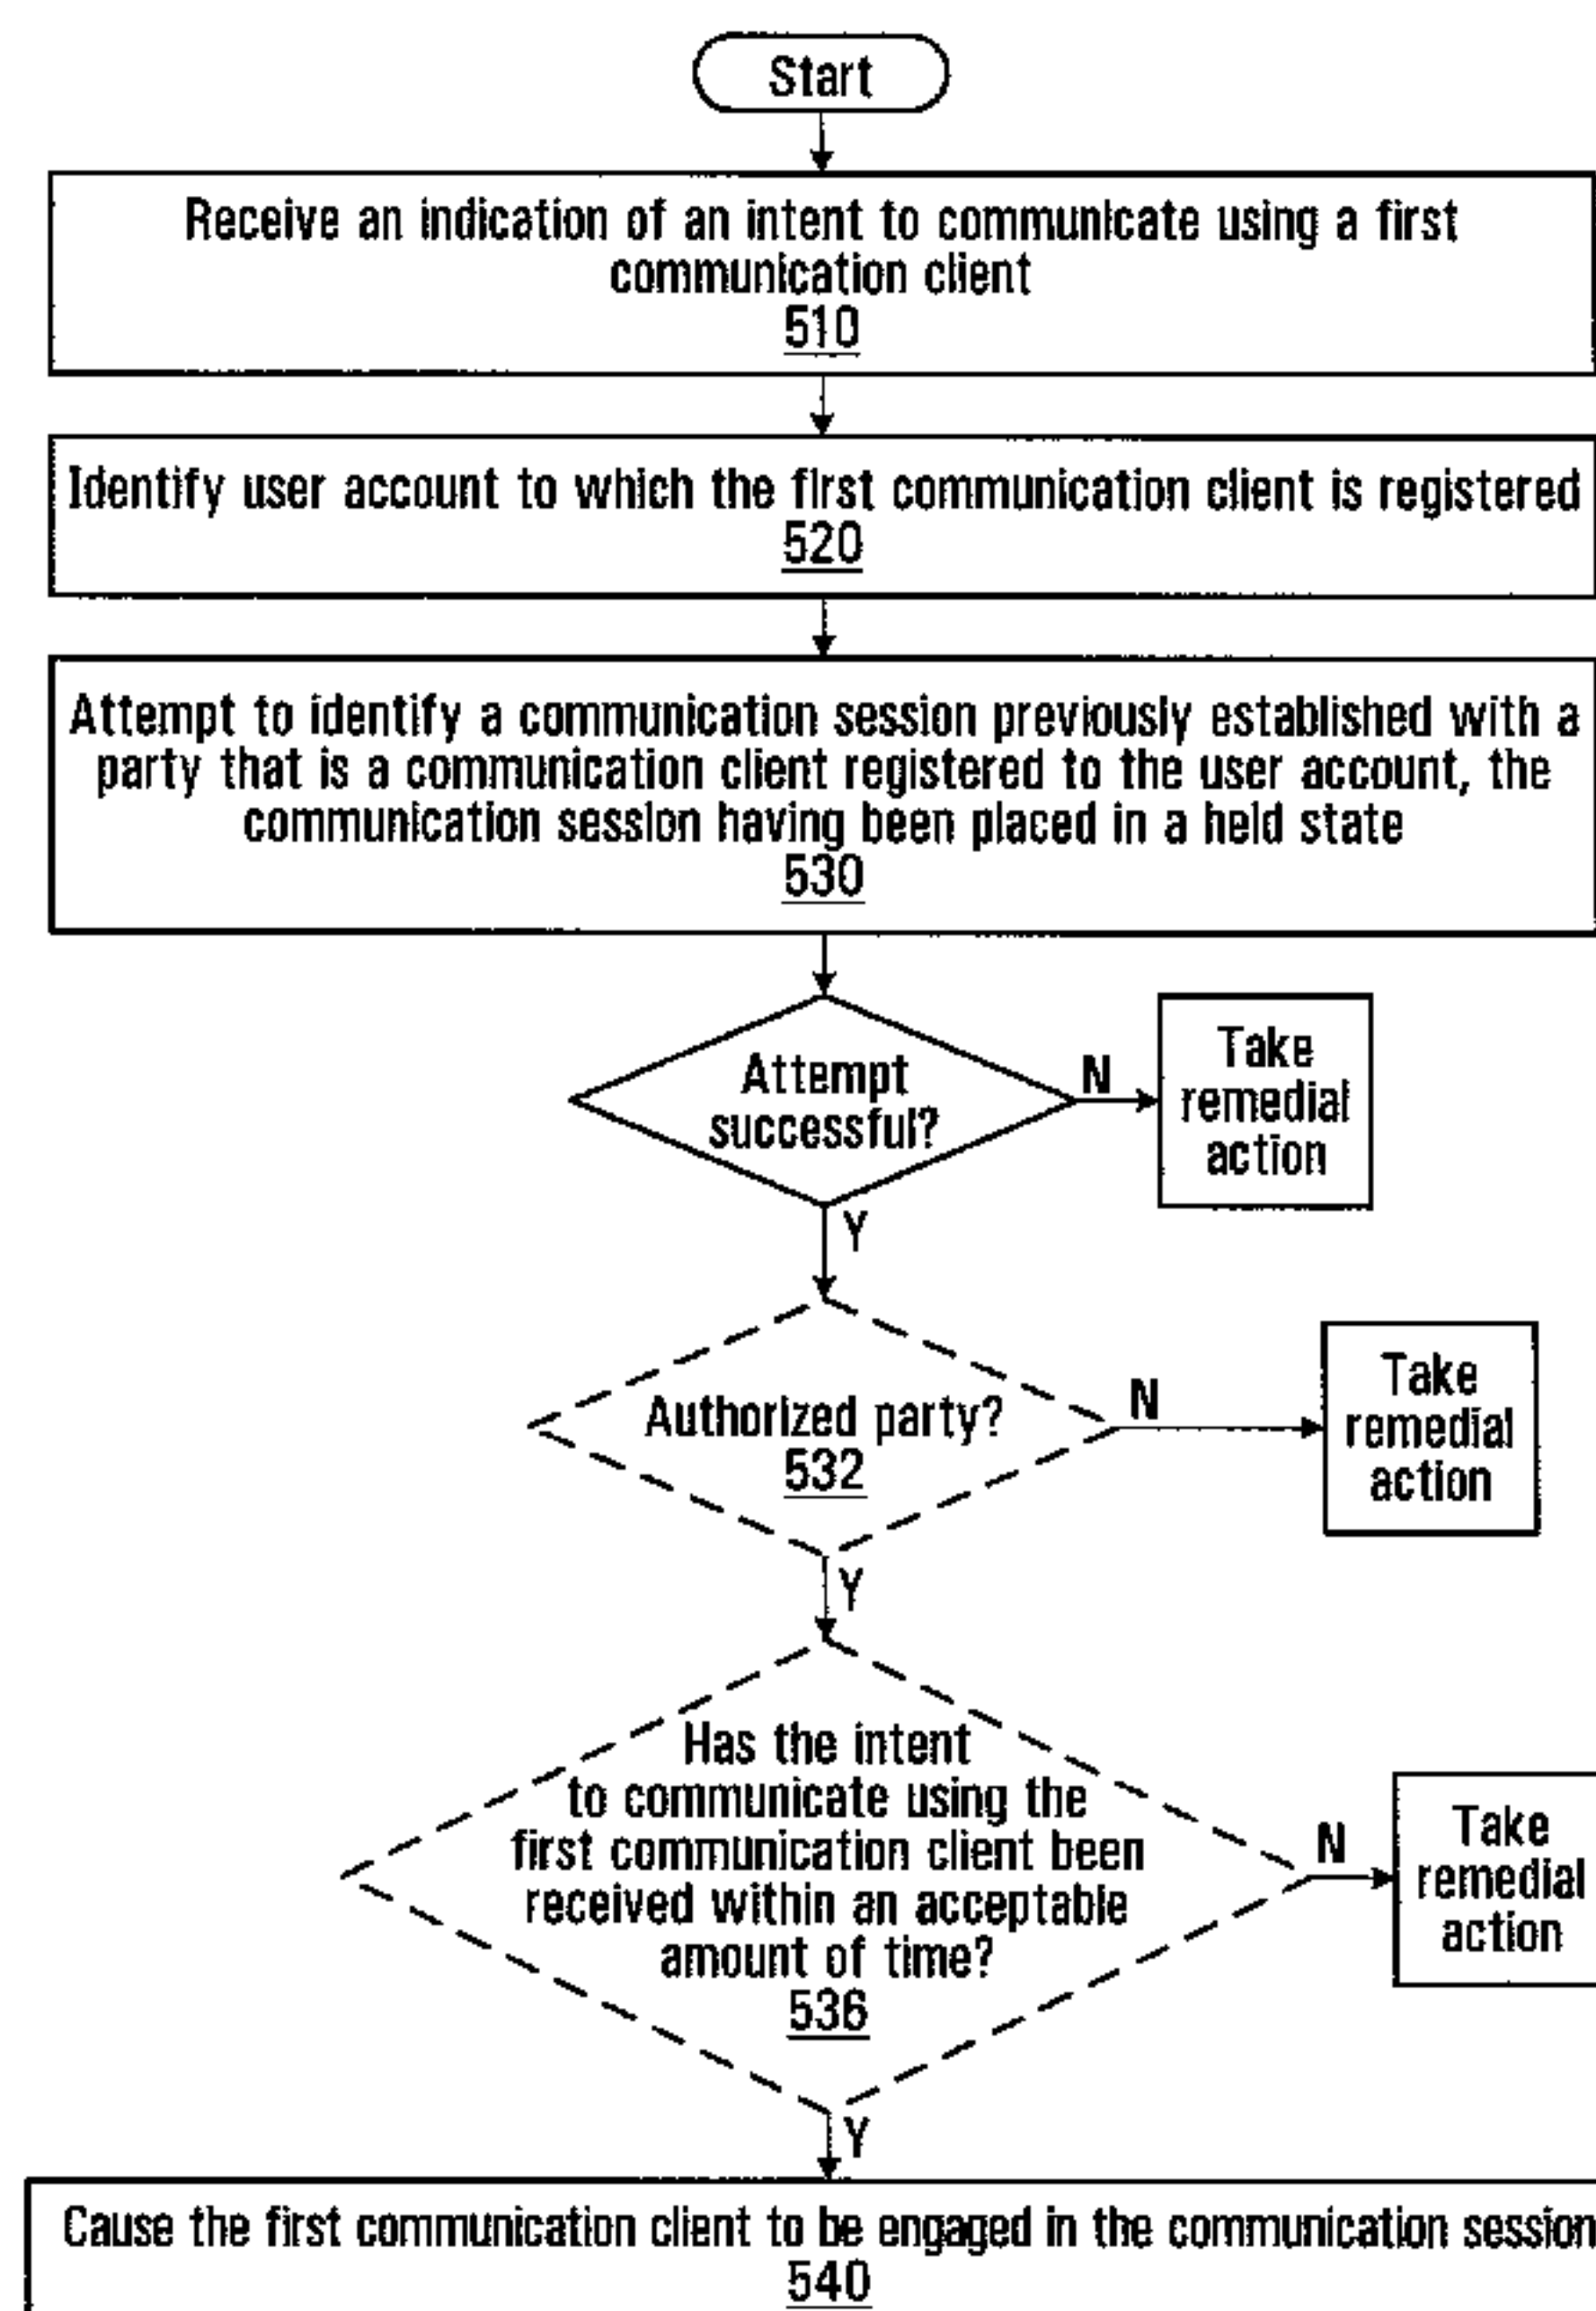 Start
Receive an indication of an intent to communicate using a first
communication client
510
Identify user account to which the first communication client is registered
520
Attempt to identify a communication session previously established with a
party that is a communication client registered to the user account, the
communication session having been placed in a held state
530
Attempt
successful?
N
Take
remedial
action
Y
Authorized party?
532
N
Take
remedial
action
Y
Has the intent
to communicate using the
first communication client been
received within an acceptable
amount of time?
536
N
Take
remedial
action
Y
Cause the first communication client to be engaged in the communication session
540